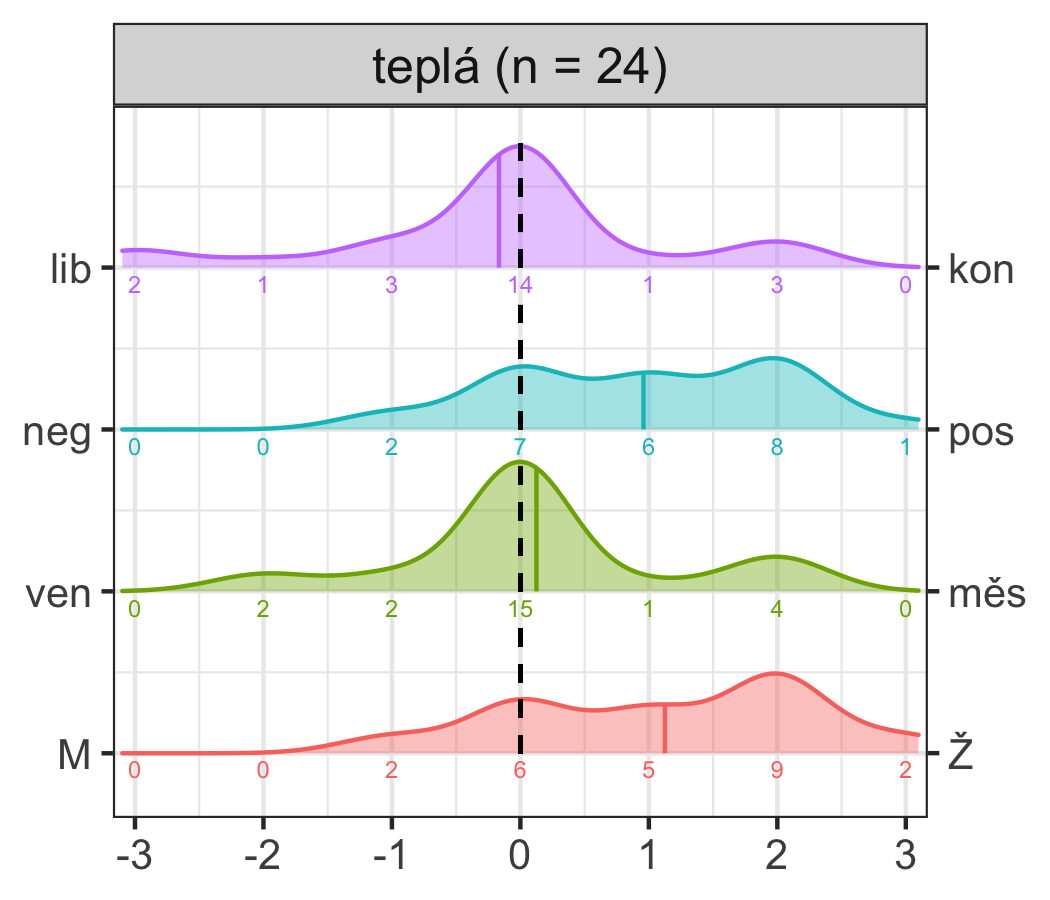 teplá (n = 24)
lib kon
2 1 3 14 1 3 0
neg pos
0 0 2 7 6 8 1
ven měs
0 2 2 15 1 4 0
M Ž
0 0 2 6 5 9 2
-3 -2 -1 0 1 2 3